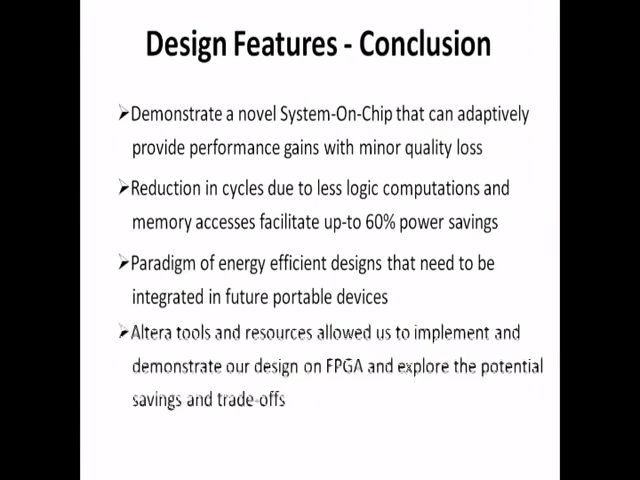 Design Features - Conclusion
➢Demonstrate a novel System-On-Chip that can adaptively
provide performance gains with minor quality loss
➢Reduction in cycles due to less logic computations and
memory accesses facilitate up-to 60% power savings
➢Paradigm of energy efficient designs that need to be
integrated in future portable devices
➢Altera tools and resources allowed us to implement and
demonstrate our design on FPGA and explore the potential
savings and trade-offs